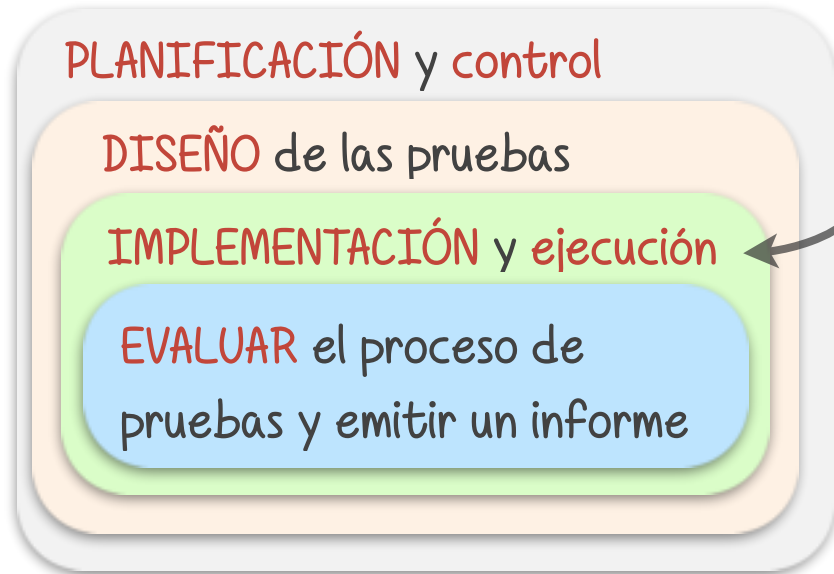 PLANIFICACIÓN y control
DISEÑO de las pruebas
IMPLEMENTACIÓN y ejecución
EVALUAR el proceso de
pruebas y emitir un informe